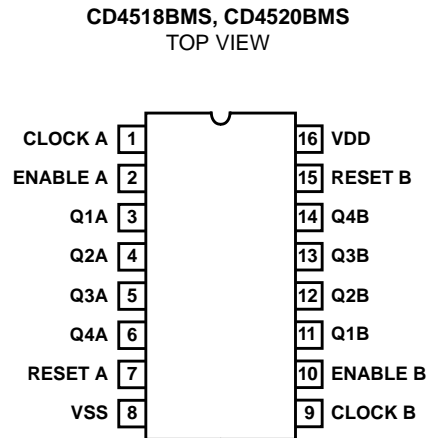 CD4518BMS, CD4520BMS
TOP VIEW
CLOCK A 1 16 VDD
ENABLE A 2 15 RESET B
Q1A 3 14 Q4B
Q2A 4 13 Q3B
Q3A 5 12 Q2B
Q4A 6 11 Q1B
RESET A 7 10 ENABLE B
VSS 8 9 CLOCK B